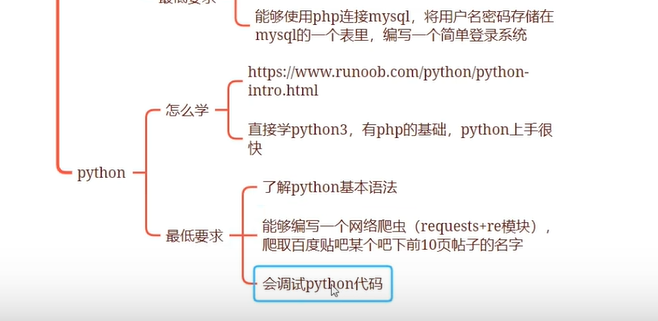 最低要求
能够使用php连接mysql，将用户名密码存储在
mysql的一个表里，编写一个简单登录系统
https://www.runoob.com/python/python-
intro.html
怎么学
直接学python3，有php的基础，python上手很
快
python
了解python基本语法
能够编写一个网络爬虫（requests+re模块），
爬取百度贴吧某个吧下前10页帖子的名字
最低要求
会调试python代码